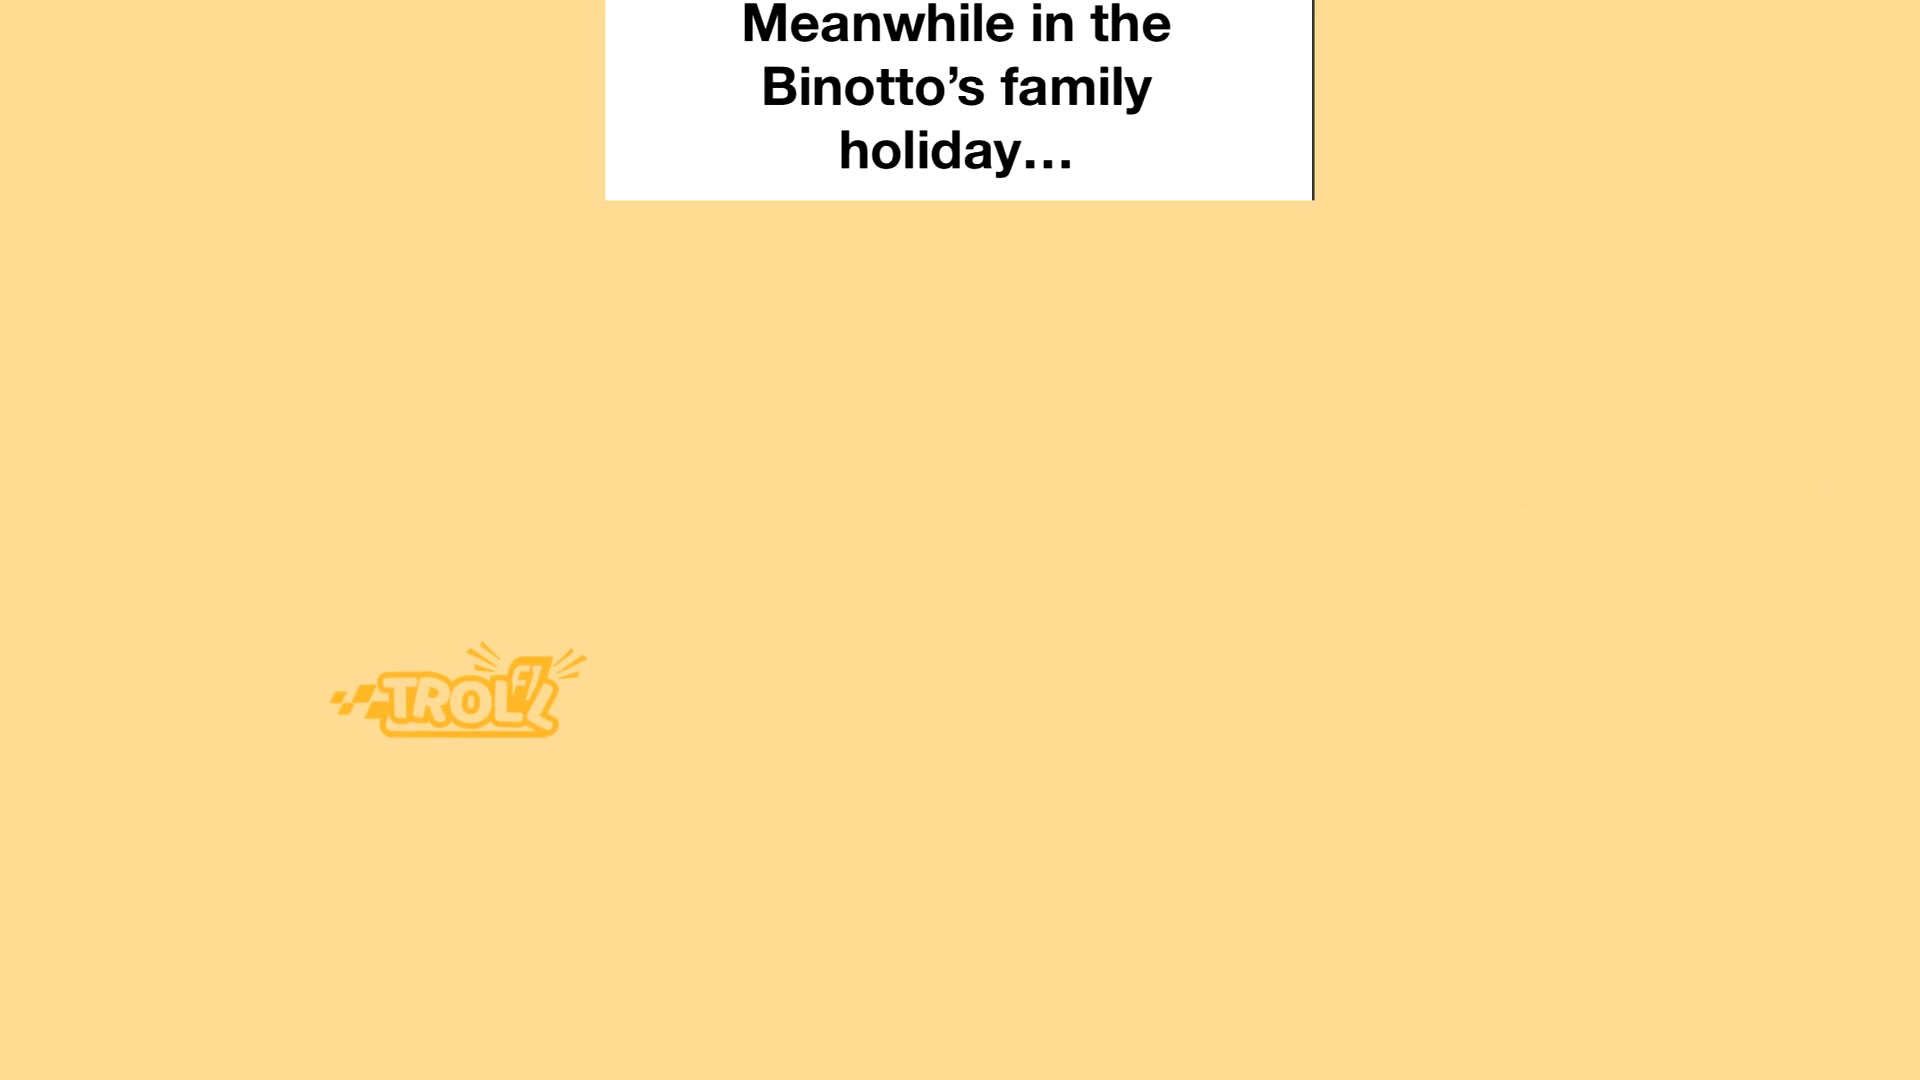 Meanwhile in the
Binotto’s family
holiday…
TROLL
F1